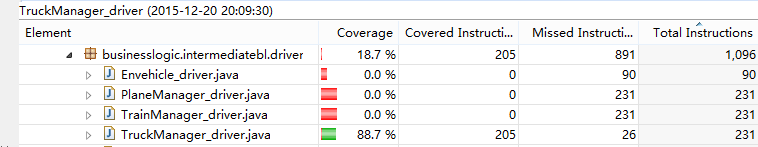 TruckManager_driver (2015-12-20 20:09:30)
Element Coverage Covered Instructi... Missed Instructi... Total Instructions
businesslogic.intermediatebl.driver 18.7 % 205 891 1,096
Envehicle_driver.java 0.0 % 0 90 90
PlaneManager_driver.java 0.0 % 0 231 231
TrainManager_driver.java 0.0 % 0 231 231
TruckManager_driver.java 88.7 % 205 26 231